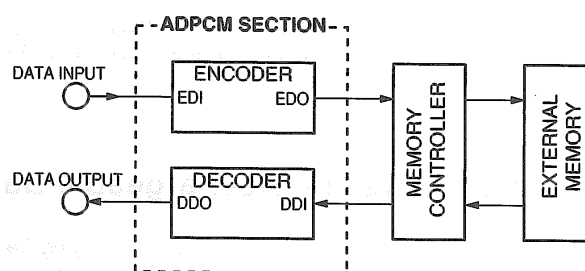 ADPCM SECTION
DATA INPUT
ENCODER
EDI EDO
DATA OUTPUT
DECODER
DDO DDI
MEMORY
CONTROLLER
EXTERNAL
MEMORY